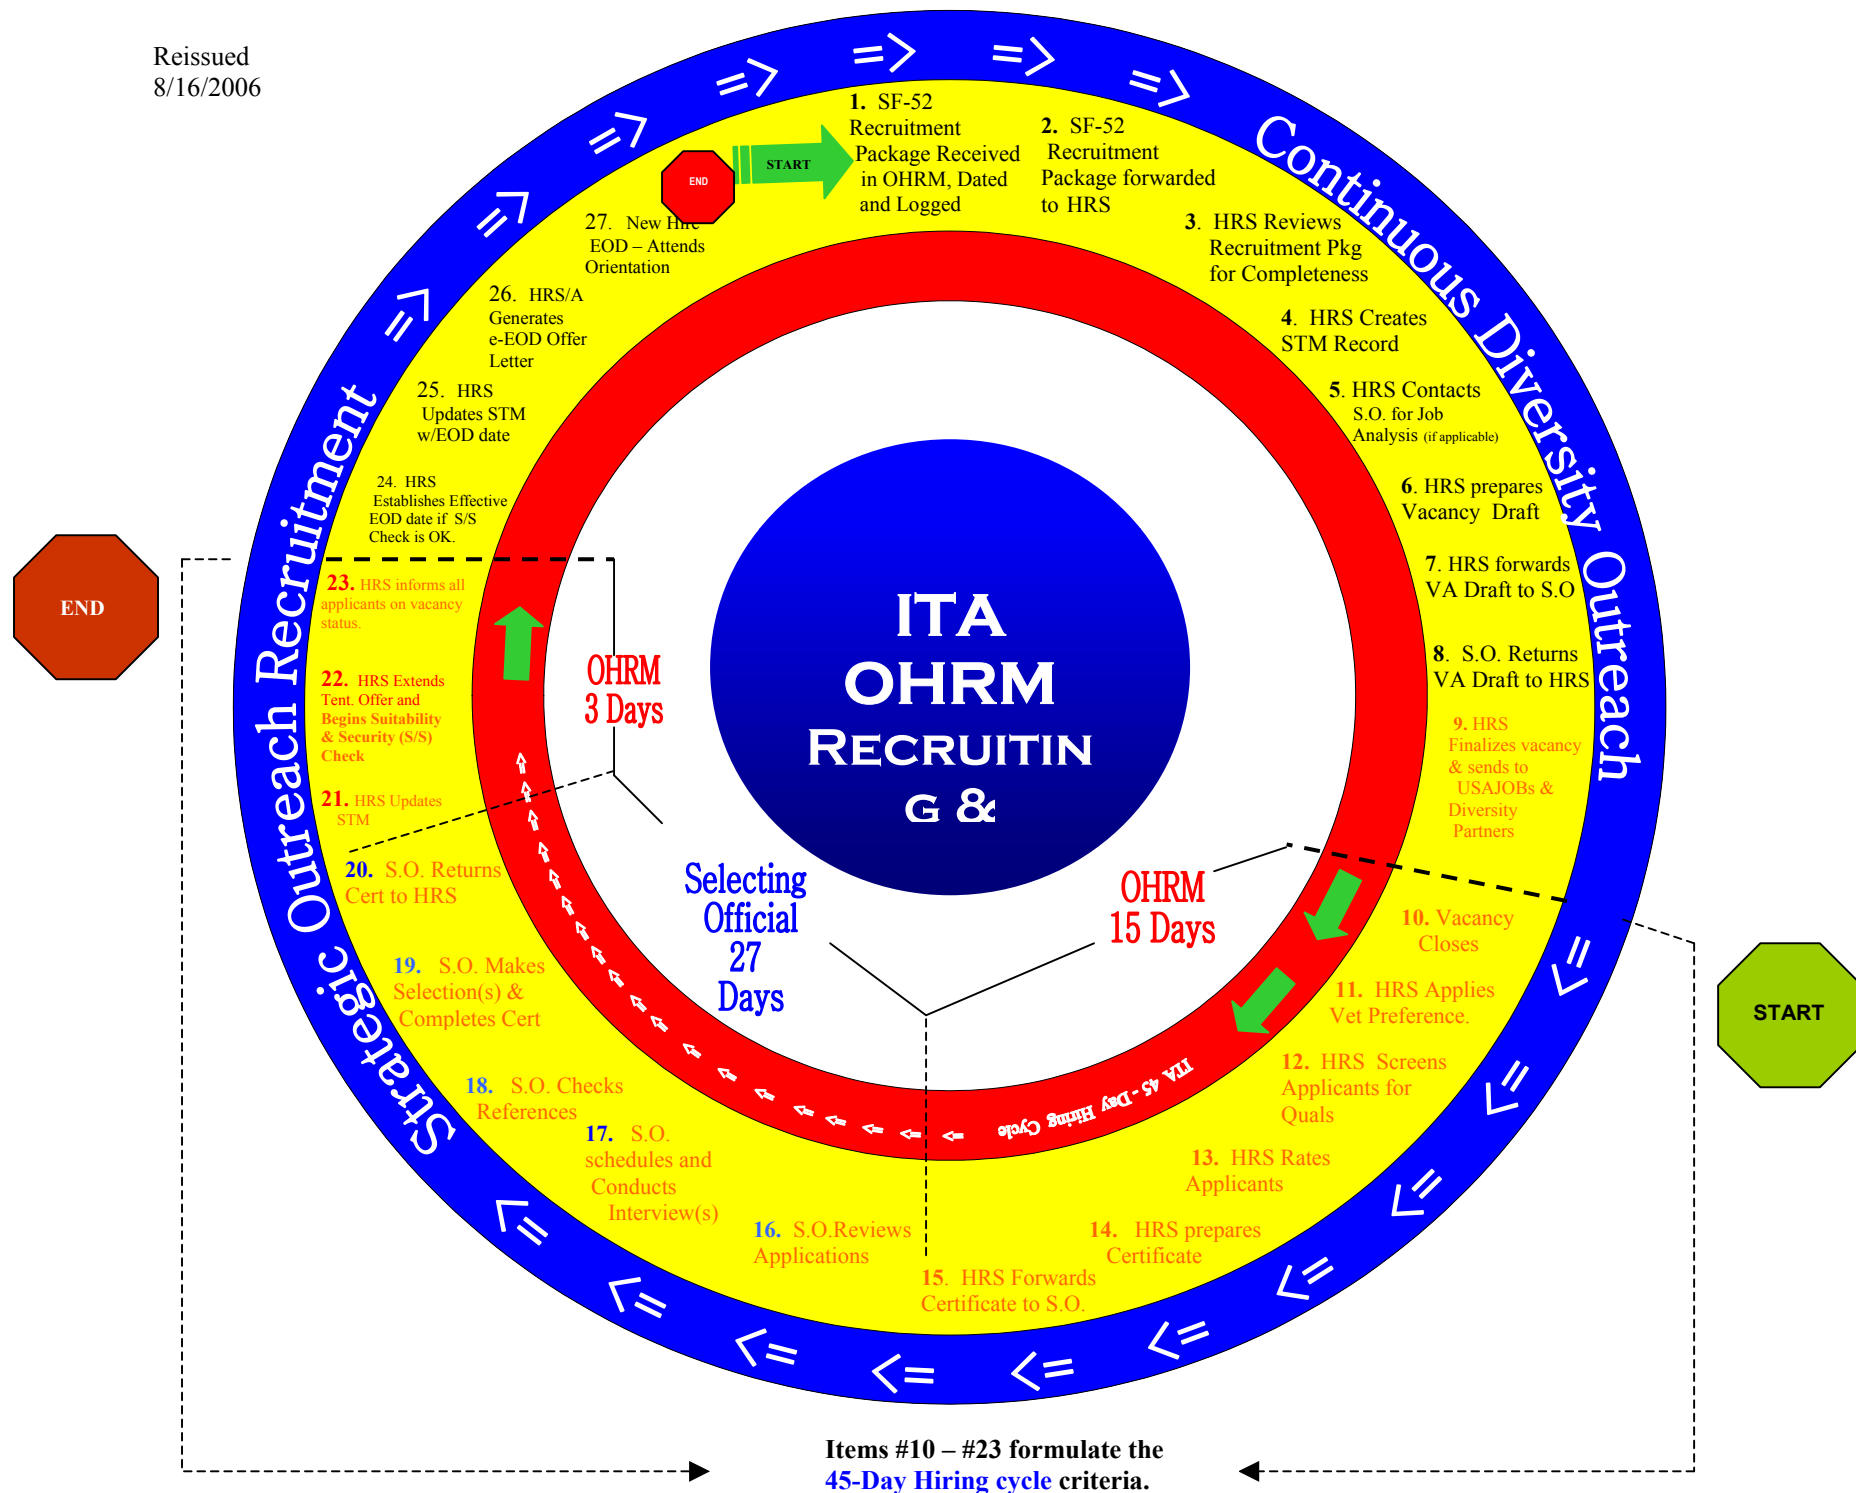 Reissued
8/16/2006
Continuous Diversity Outreach
Strategic Outreach Recruitment
END
START
1. SF-52
Recruitment
Package Received
in OHRM, Dated
and Logged
2. SF-52
Recruitment
Package forwarded
to HRS
3. HRS Reviews
Recruitment Pkg
for Completeness
4. HRS Creates
STM Record
5. HRS Contacts
S.O. for Job
Analysis (if applicable)
6. HRS prepares
Vacancy Draft
7. HRS forwards
VA Draft to S.O
8. S.O. Returns
VA Draft to HRS
9. HRS
Finalizes vacancy
& sends to
USAJOBs &
Diversity
Partners
10. Vacancy
Closes
11. HRS Applies
Vet Preference.
12. HRS Screens
Applicants for
Quals
13. HRS Rates
Applicants
14. HRS prepares
Certificate
15. HRS Forwards
Certificate to S.O.
16. S.O.Reviews
Applications
17. S.O.
schedules and
Conducts
Interview(s)
18. S.O. Checks
References
19. S.O. Makes
Selection(s) &
Completes Cert
20. S.O. Returns
Cert to HRS
21. HRS Updates
STM
22. HRS Extends
Tent. Offer and
Begins Suitability
& Security (S/S)
Check
23. HRS informs all
applicants on vacancy
status.
24. HRS
Establishes Effective
EOD date if S/S
Check is OK.
25. HRS
Updates STM
w/EOD date
26. HRS/A
Generates
e-EOD Offer
Letter
27. New Hire
EOD – Attends
Orientation
ITA
OHRM
RECRUITIN
G &
OHRM
3 Days
Selecting
Official
27
Days
OHRM
15 Days
ITA 45 - Day Hiring Cycle
END
START
Items #10 – #23 formulate the
45-Day Hiring cycle criteria.